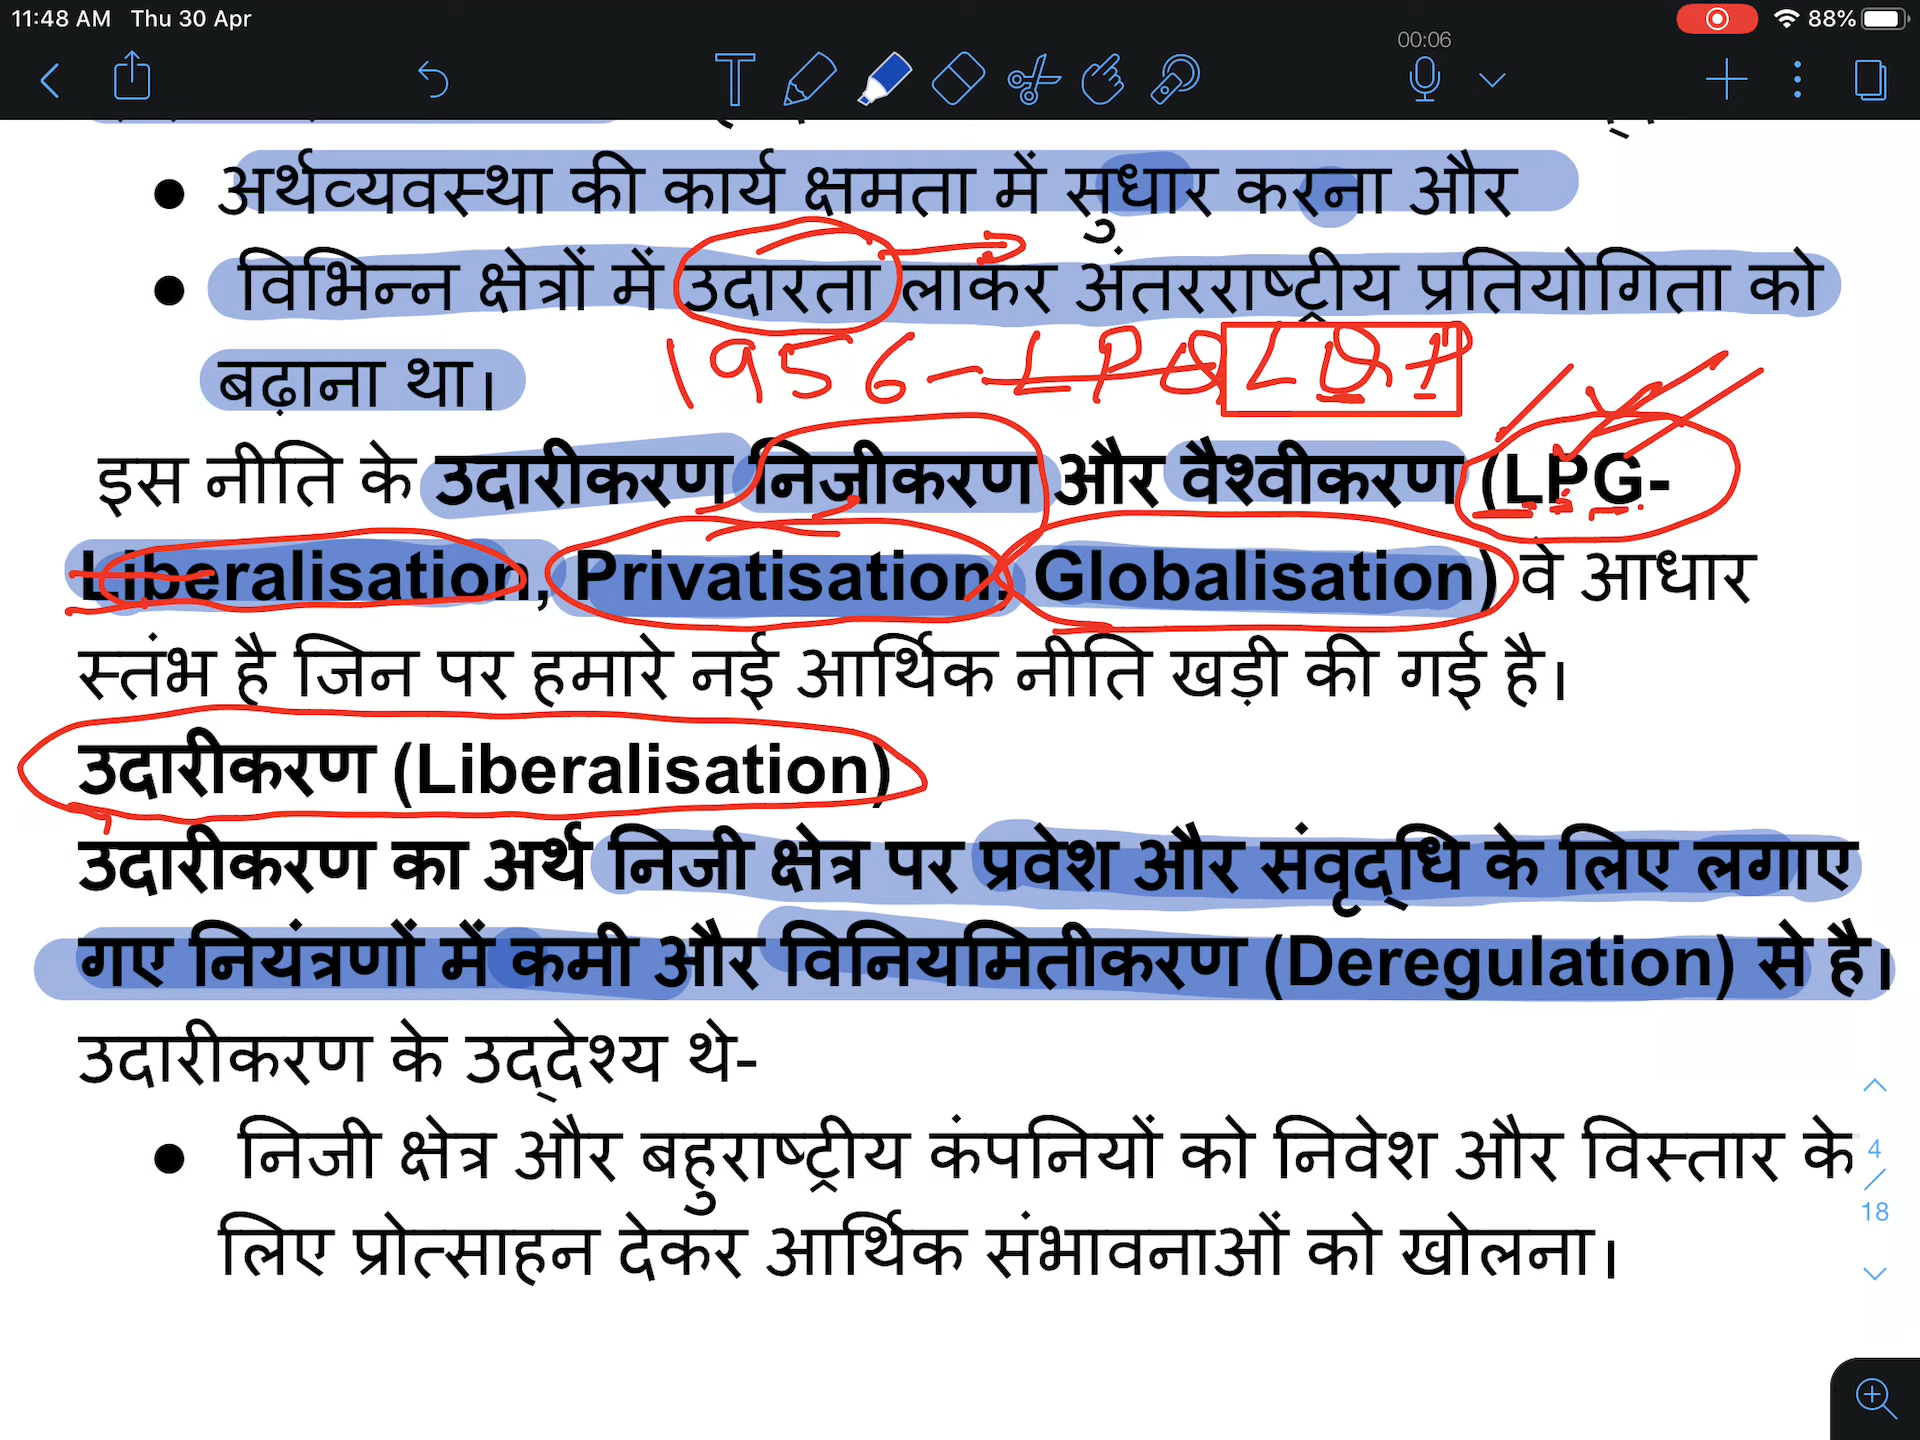 11:48 AM Thu 30 Apr
88%
00:06
अर्थव्यवस्था की कार्य क्षमता में सुधार करना और
विभिन्न क्षेत्रों में उदारता लाकर अंतरराष्ट्रीय प्रतियोगिता को
बढ़ाना था।
1956-LPG
इस नीति के उदारीकरण निजीकरण और वैश्वीकरण (LPG-
Liberalisation, Privatisation, Globalisation) वे आधार
स्तंभ है जिन पर हमारे नई आर्थिक नीति खड़ी की गई है।
उदारीकरण (Liberalisation)
उदारीकरण का अर्थ निजी क्षेत्र पर प्रवेश और संवृद्धि के लिए लगाए
गए नियंत्रणों में कमी और विनियमितीकरण (Deregulation) से है।
उदारीकरण के उद्देश्य थे-
निजी क्षेत्र और बहुराष्ट्रीय कंपनियों को निवेश और विस्तार के
लिए प्रोत्साहन देकर आर्थिक संभावनाओं को खोलना।
4
/
18